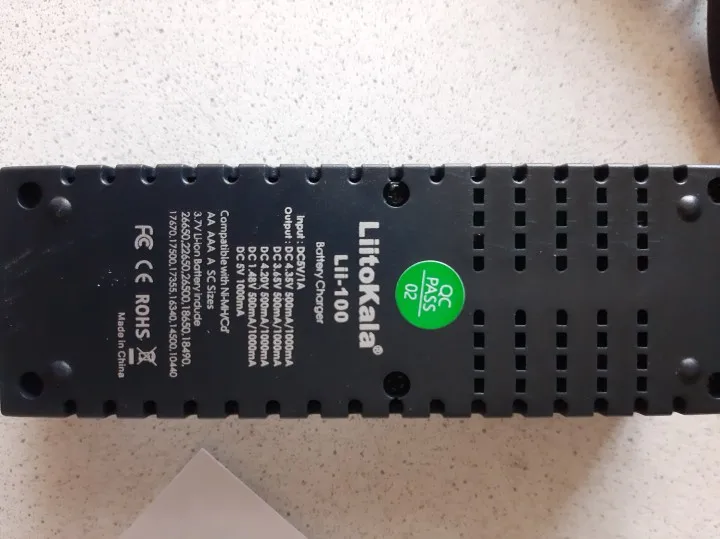 LiitoKala®
Lii-100
Battery Charger
Input : DC5V/1A
Output : DC 4.35V 500mA/1000mA
DC 3.65V 500mA/1000mA
DC 4.20V 500mA/1000mA
DC 1.48V 500mA/1000mA
DC 5V 1000mA
Compatible with Ni-MH/Cd'
AA AAA A SC Sizes
3.7V Li-ion Battery include
26650,22650,26500,18650,18490,
17670,17500,17355,16340,14500,10440
FC CE ROHS
Made in China
QC
PASS
02